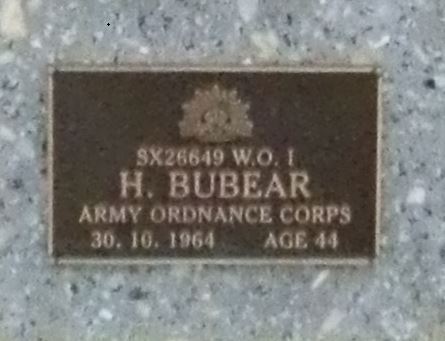 SX26649 W.O. I
H. BUBEAR
ARMY ORDNANCE CORPS
30. 10. 1964 AGE 44